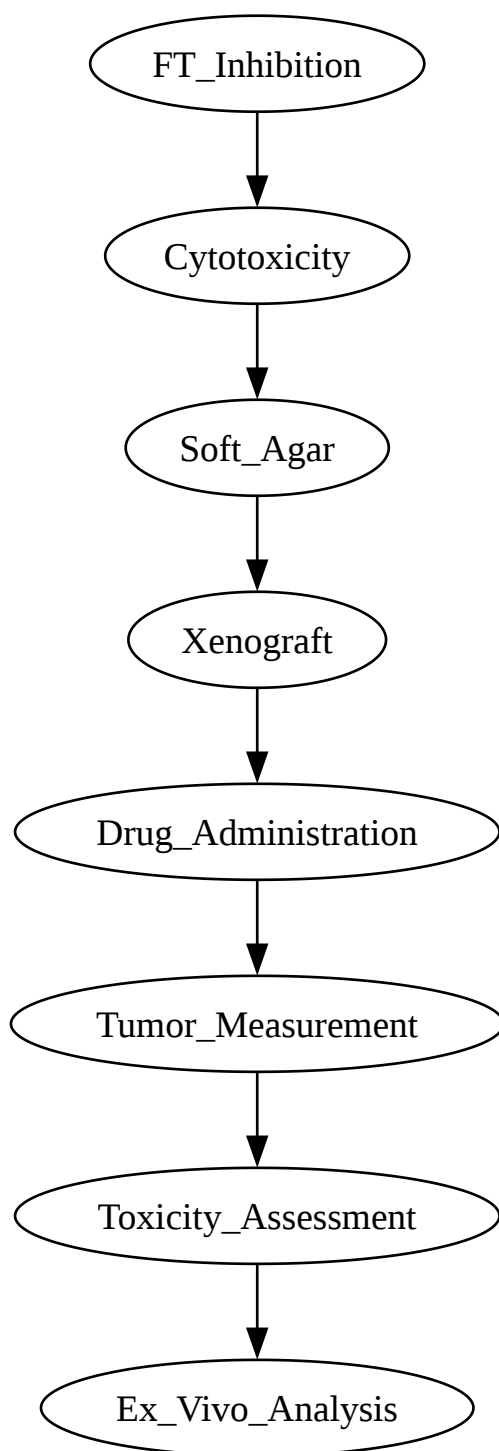 FT_Inhibition
Cytotoxicity
Soft_Agar
Xenograft
Drug_Administration
Tumor_Measurement
Toxicity_Assessment
Ex_Vivo_Analysis